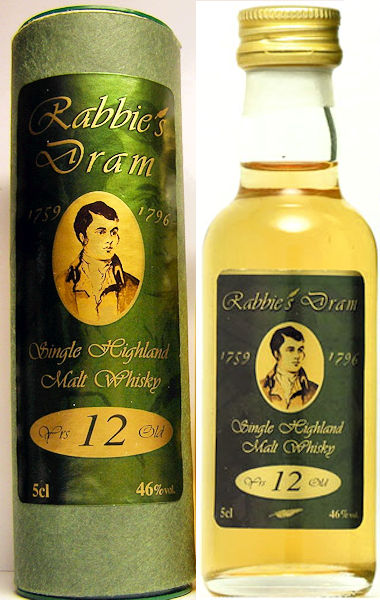 Rabbie's
Dram
1759 1796
Single Highland
Malt Whisky
Yrs 12 Old
5cl 46%vol.
Rabbie's Dram
1759 1796
Single Highland
Malt Whisky
Yrs 12 Old
5cl 46%vol.